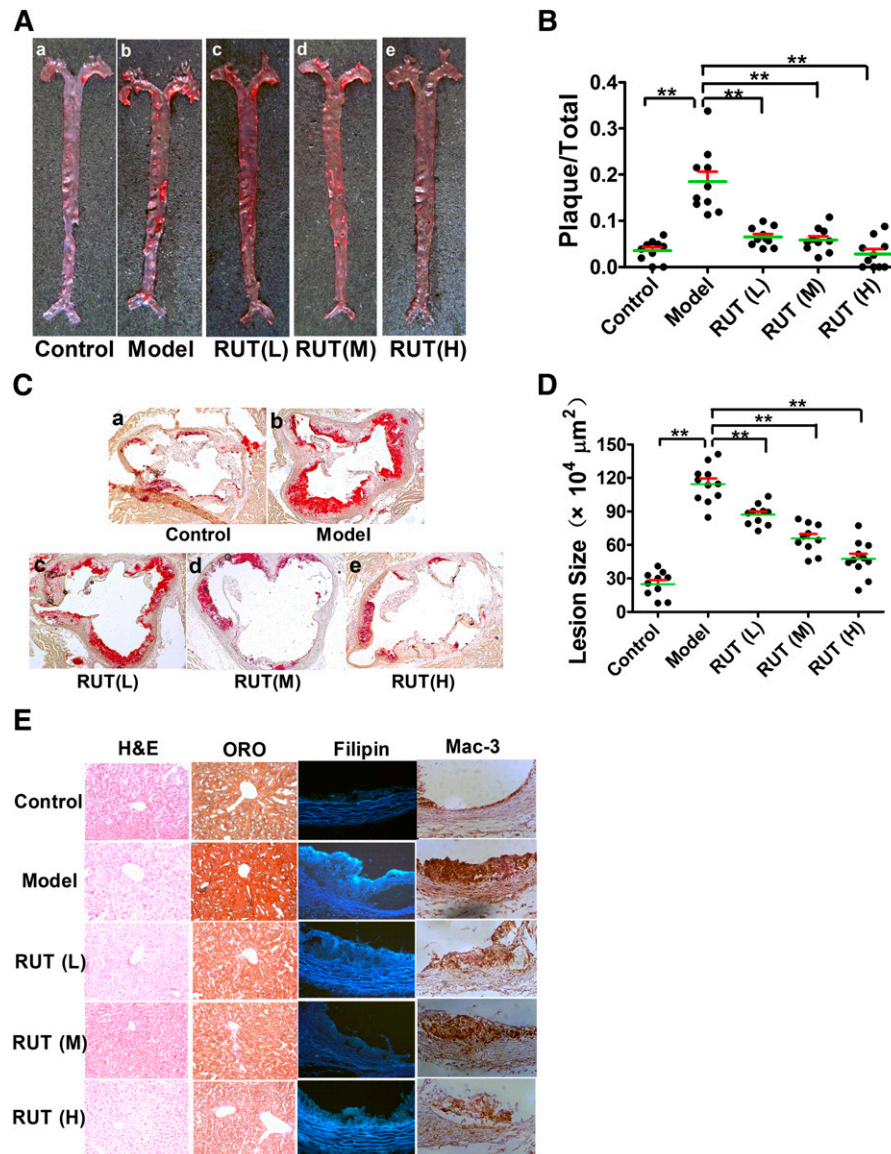 A
a
b
c
d
e
Control
Model
RUT(L)
RUT(M)
RUT(H)
B
Plaque/Total
0.4
0.3
0.2
0.1
0.0
**
**
**
**
Control
Model
RUT (L)
RUT (M)
RUT (H)
C
a
b
Control
Model
c
d
e
RUT(L)
RUT(M)
RUT(H)
D
Lesion Size (× 10⁴ μm²)
150
120
90
60
30
0
**
**
**
**
Control
Model
RUT (L)
RUT (M)
RUT (H)
E
H&E ORO Filipin Mac-3
Control
Model
RUT (L)
RUT (M)
RUT (H)